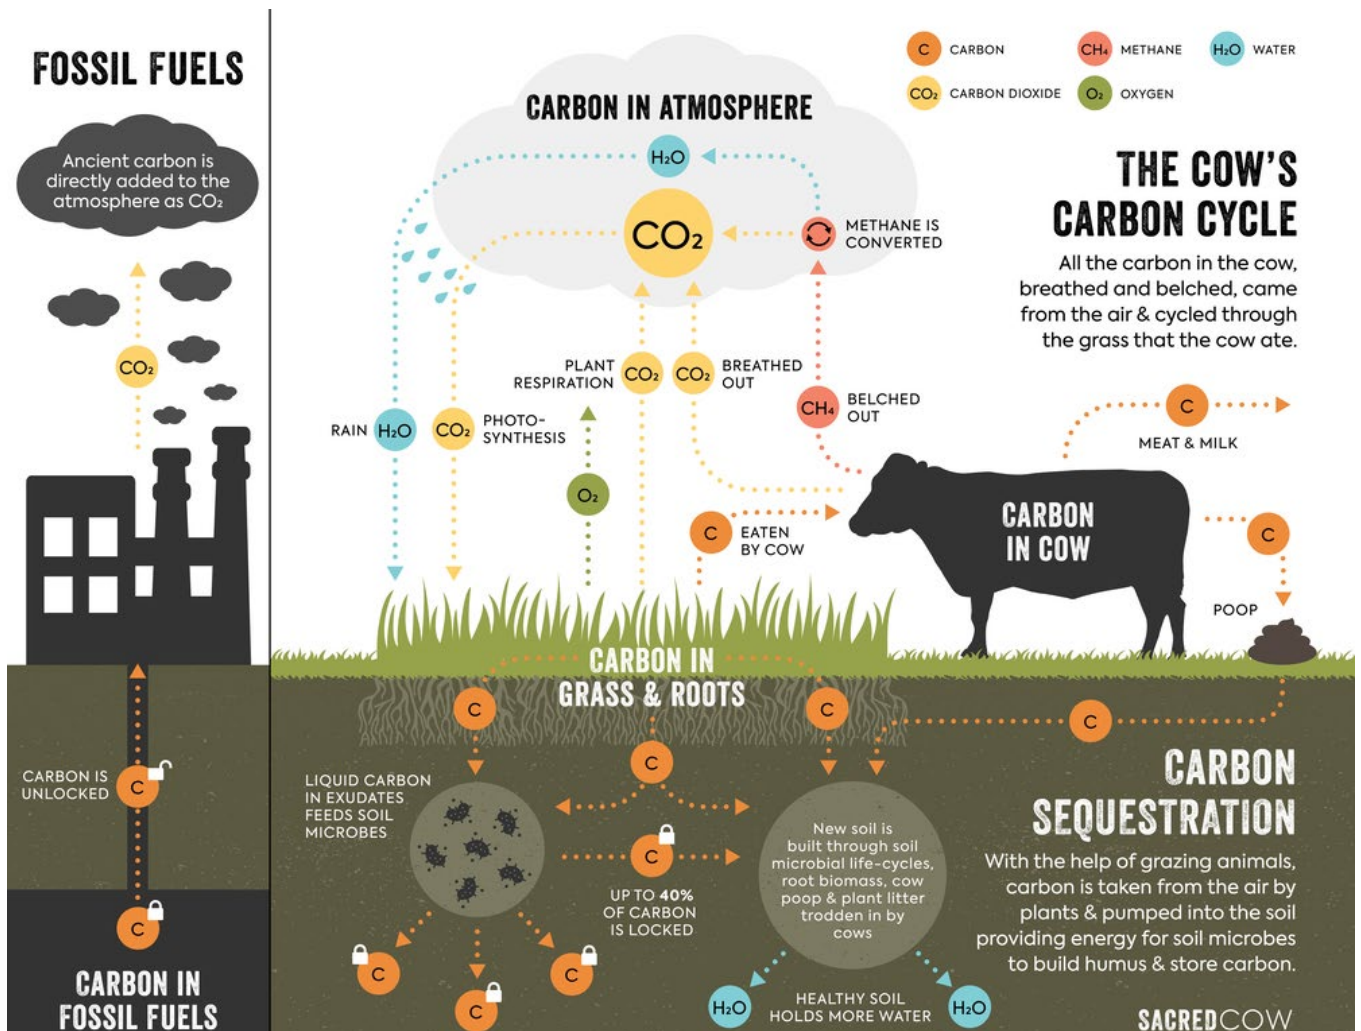 FOSSIL FUELS
Ancient carbon is
directly added to the
atmosphere as CO₂
CO₂
CARBON IS
UNLOCKED
C
C
CARBON IN
FOSSIL FUELS
C CARBON
CH₄ METHANE
H₂O WATER
CO₂ CARBON DIOXIDE
O₂ OXYGEN
CARBON IN ATMOSPHERE
H₂O
CO₂
METHANE IS
CONVERTED
THE COW'S
CARBON CYCLE
All the carbon in the cow,
breathed and belched, came
from the air & cycled through
the grass that the cow ate.
RAIN H₂O
CO₂ PHOTO-
SYNTHESIS
O₂
PLANT
RESPIRATION
CO₂
CO₂ BREATHED
OUT
CH₄ BELCHED
OUT
C EATEN
BY COW
C
MEAT & MILK
CARBON
IN COW
C
POOP
CARBON IN
GRASS & ROOTS
C
C
C
C
LIQUID CARBON
IN EXUDATES
FEEDS SOIL
MICROBES
C
UP TO 40%
OF CARBON
IS LOCKED
C
C
C
New soil is
built through soil
microbial life-cycles,
root biomass, cow
poop & plant litter
trodden in by
cows
H₂O
HEALTHY SOIL
HOLDS MORE WATER
H₂O
CARBON
SEQUESTRATION
With the help of grazing animals,
carbon is taken from the air by
plants & pumped into the soil
providing energy for soil microbes
to build humus & store carbon.
SACREDCOW